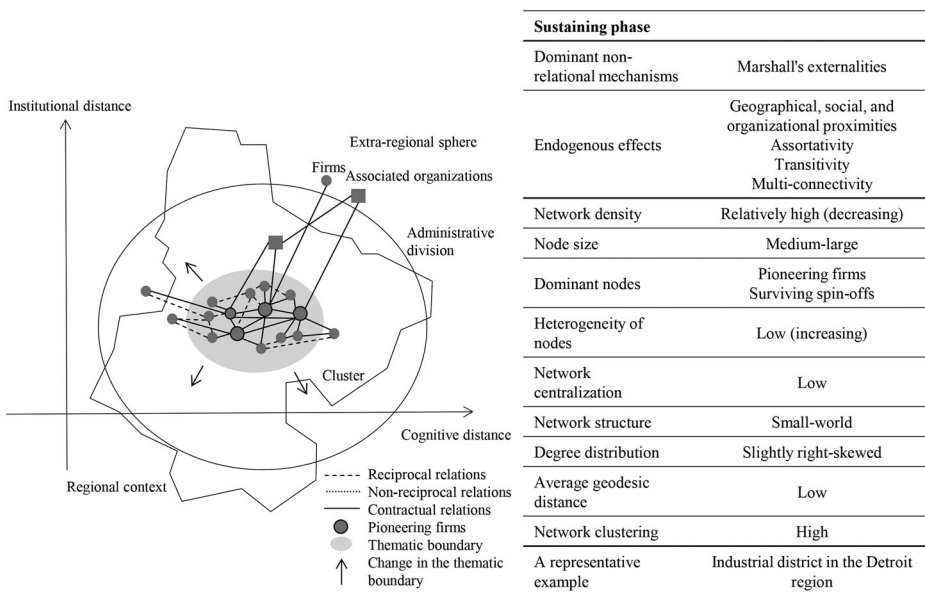 Institutional distance
Extra-regional sphere
Firms
Associated organizations
Administrative
division
Cluster
Cognitive distance
Regional context
Reciprocal relations
Non-reciprocal relations
Contractual relations
Pioneering firms
Thematic boundary
Change in the thematic
boundary
Sustaining phase
Dominant non-
relational mechanisms
Marshall's externalities
Endogenous effects
Geographical, social, and
organizational proximities
Assortativity
Transitivity
Multi-connectivity
Network density
Relatively high (decreasing)
Node size
Medium-large
Dominant nodes
Pioneering firms
Surviving spin-offs
Heterogeneity of
nodes
Low (increasing)
Network
centralization
Low
Network structure
Small-world
Degree distribution
Slightly right-skewed
Average geodesic
distance
Low
Network clustering
High
A representative
example
Industrial district in the Detroit
region